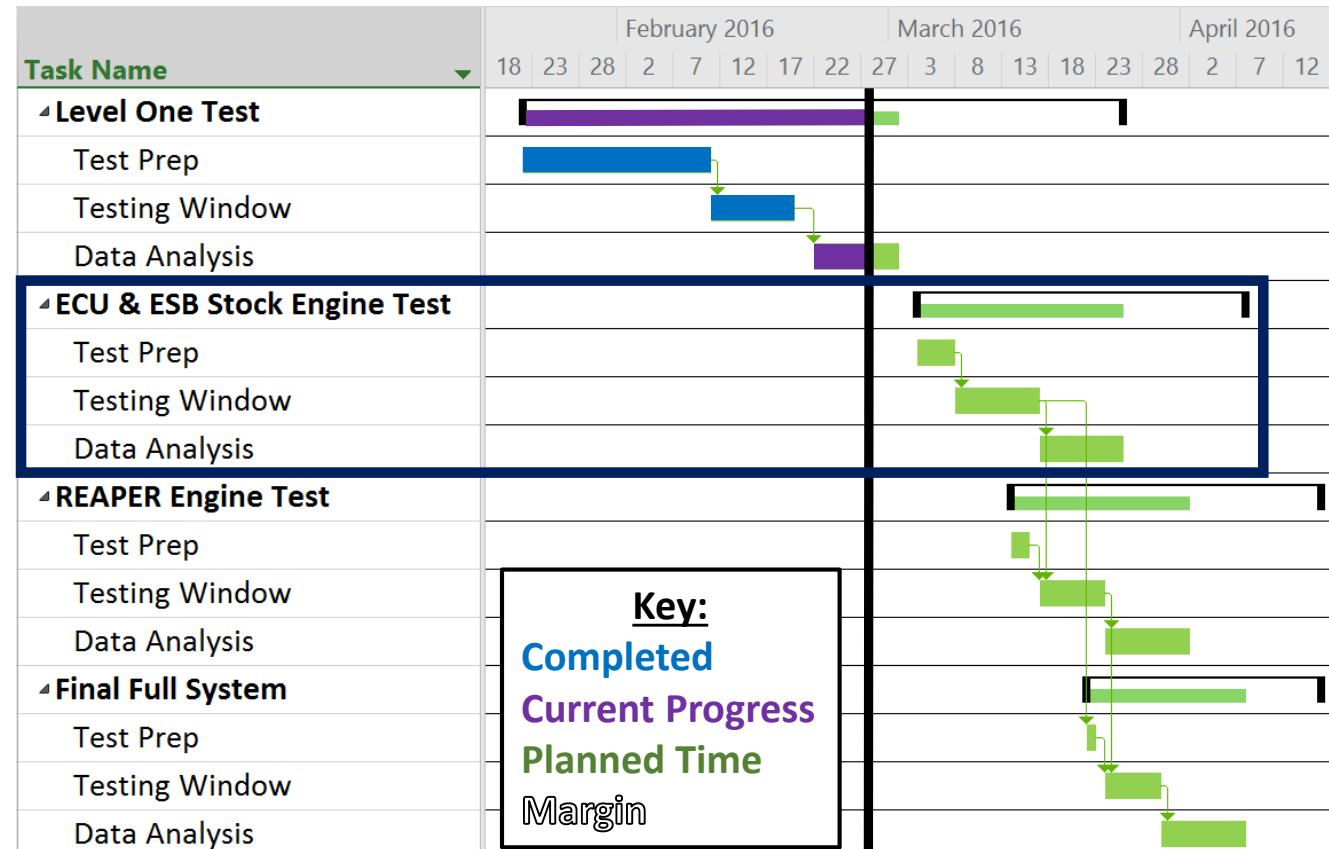 February 2016 March 2016 April 2016
Task Name 18 23 28 2 7 12 17 22 27 3 8 13 18 23 28 2 7 12
Level One Test
Test Prep
Testing Window
Data Analysis
ECU & ESB Stock Engine Test
Test Prep
Testing Window
Data Analysis
REAPER Engine Test
Test Prep
Testing Window
Data Analysis
Final Full System
Test Prep
Testing Window
Data Analysis
Key:
Completed
Current Progress
Planned Time
Margin